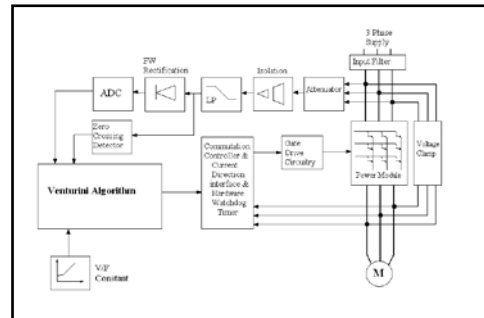 3 Phase
Supply
Input Filter
FW
Rectification
Isolation
ADC
LP
Attenuator
Zero
Crossing
Detector
Commutation
Controller &
Current
Direction
interface &
Hardware
Watchdog
Timer
Gate
Drive
Circuitry
Power Module
Voltage
Clamp
Venturini Algorithm
M
V/F
Constant